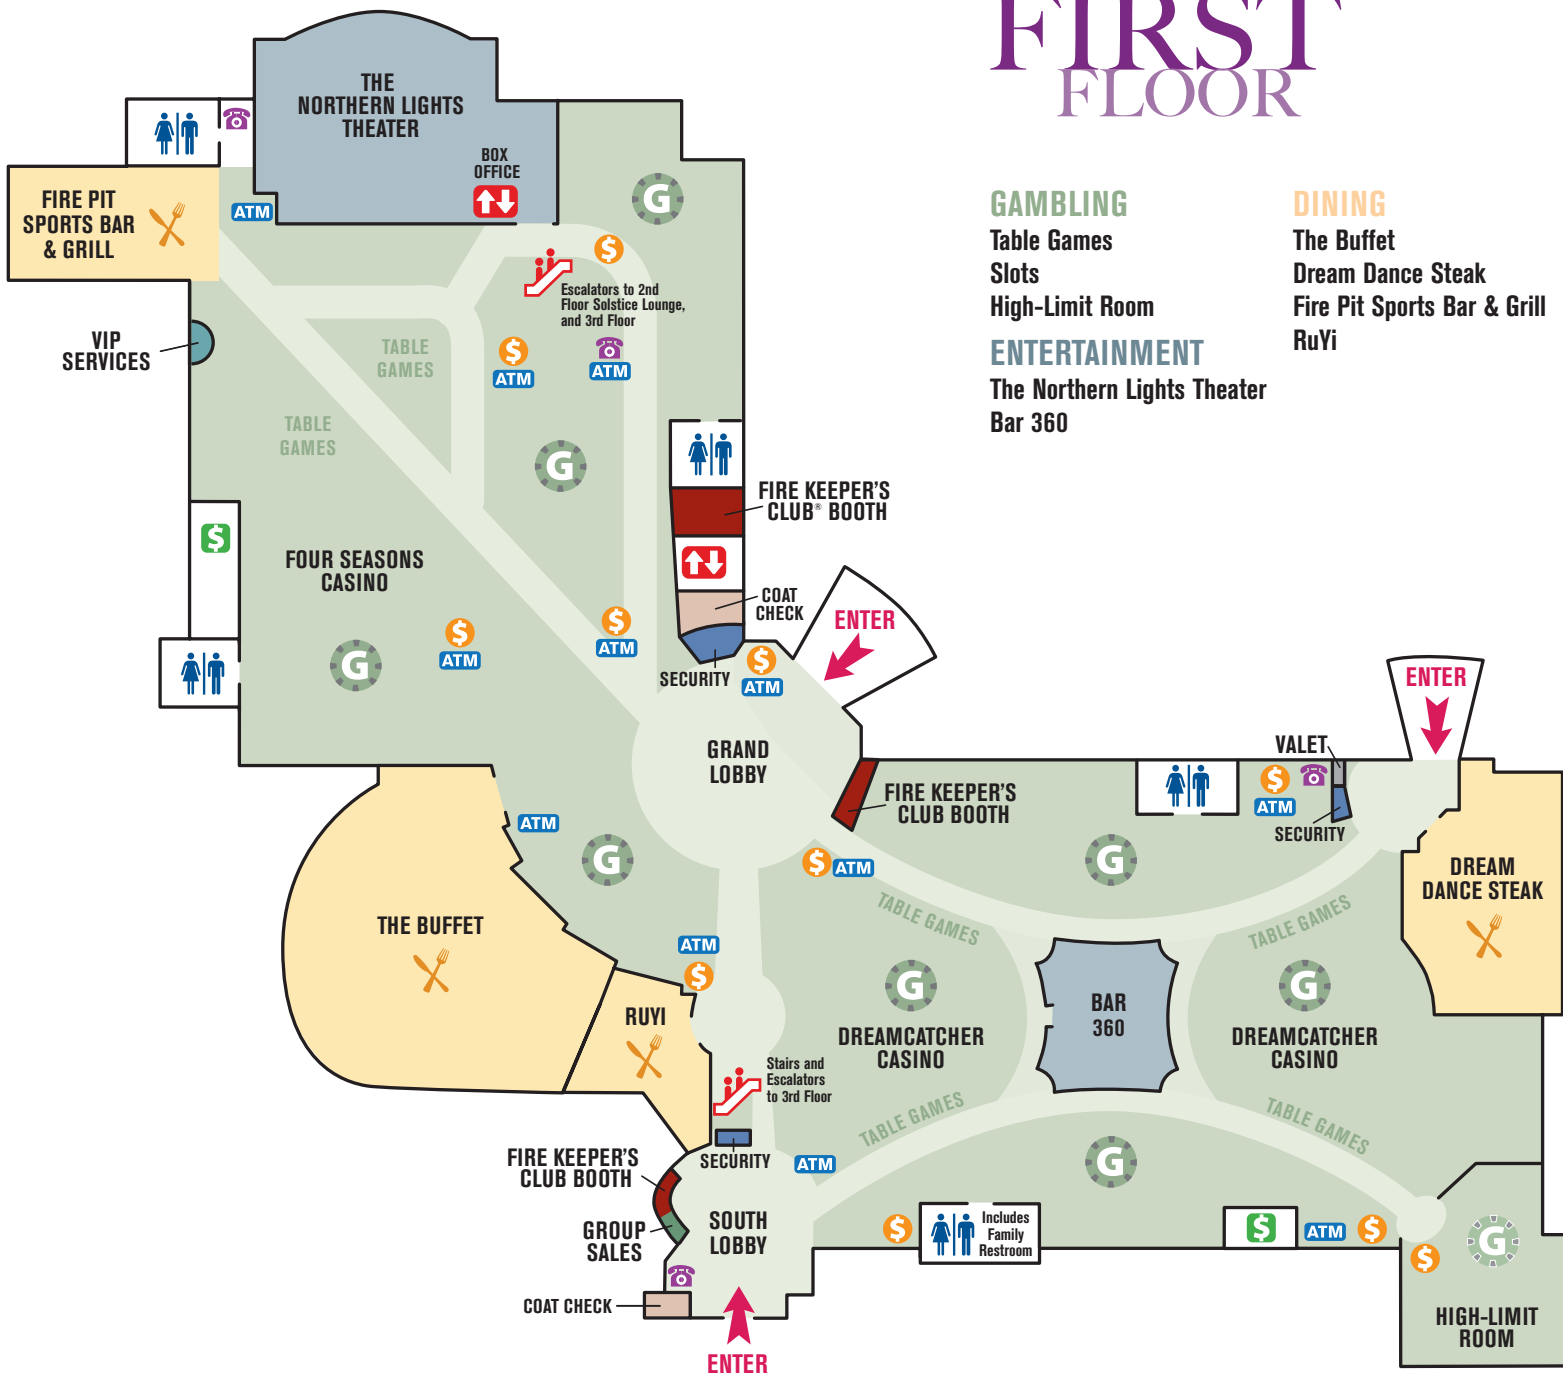 FIRST
FLOOR
GAMBLING
Table Games
Slots
High-Limit Room
ENTERTAINMENT
The Northern Lights Theater
Bar 360
DINING
The Buffet
Dream Dance Steak
Fire Pit Sports Bar & Grill
RuYi
THE
NORTHERN LIGHTS
THEATER
BOX
OFFICE
G
FIRE PIT
SPORTS BAR
& GRILL
ATM
$
Escalators to 2nd
Floor Solstice Lounge,
and 3rd Floor
VIP
SERVICES
TABLE
GAMES
$
ATM
ATM
TABLE
GAMES
G
FIRE KEEPER'S
CLUB® BOOTH
$
FOUR SEASONS
CASINO
COAT
CHECK
ENTER
$
ATM
$
ATM
G
SECURITY
$
ATM
ENTER
GRAND
LOBBY
VALET
FIRE KEEPER'S
CLUB BOOTH
$
ATM
SECURITY
ATM
G
$
ATM
G
DREAM
DANCE STEAK
TABLE GAMES
TABLE GAMES
THE BUFFET
ATM
$
G
G
RUYI
BAR
360
DREAMCATCHER
CASINO
DREAMCATCHER
CASINO
Stairs and
Escalators
to 3rd Floor
TABLE GAMES
TABLE GAMES
FIRE KEEPER'S
CLUB BOOTH
SECURITY
ATM
G
GROUP
SALES
SOUTH
LOBBY
$
Includes
Family
Restroom
$
ATM
$
$
G
COAT CHECK
HIGH-LIMIT
ROOM
ENTER